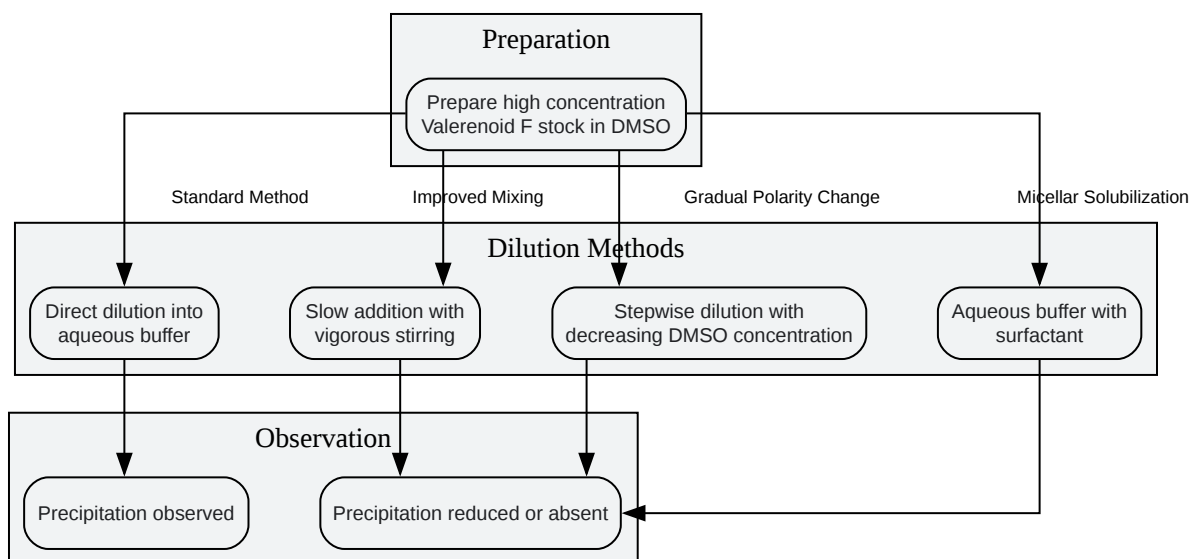 Preparation
Prepare high concentration
Valerenoid F stock in DMSO
Standard Method
Improved Mixing
Gradual Polarity Change
Micellar Solubilization
Dilution Methods
Direct dilution into
aqueous buffer
Slow addition with
vigorous stirring
Stepwise dilution with
decreasing DMSO concentration
Aqueous buffer with
surfactant
Observation
Precipitation observed
Precipitation reduced or absent